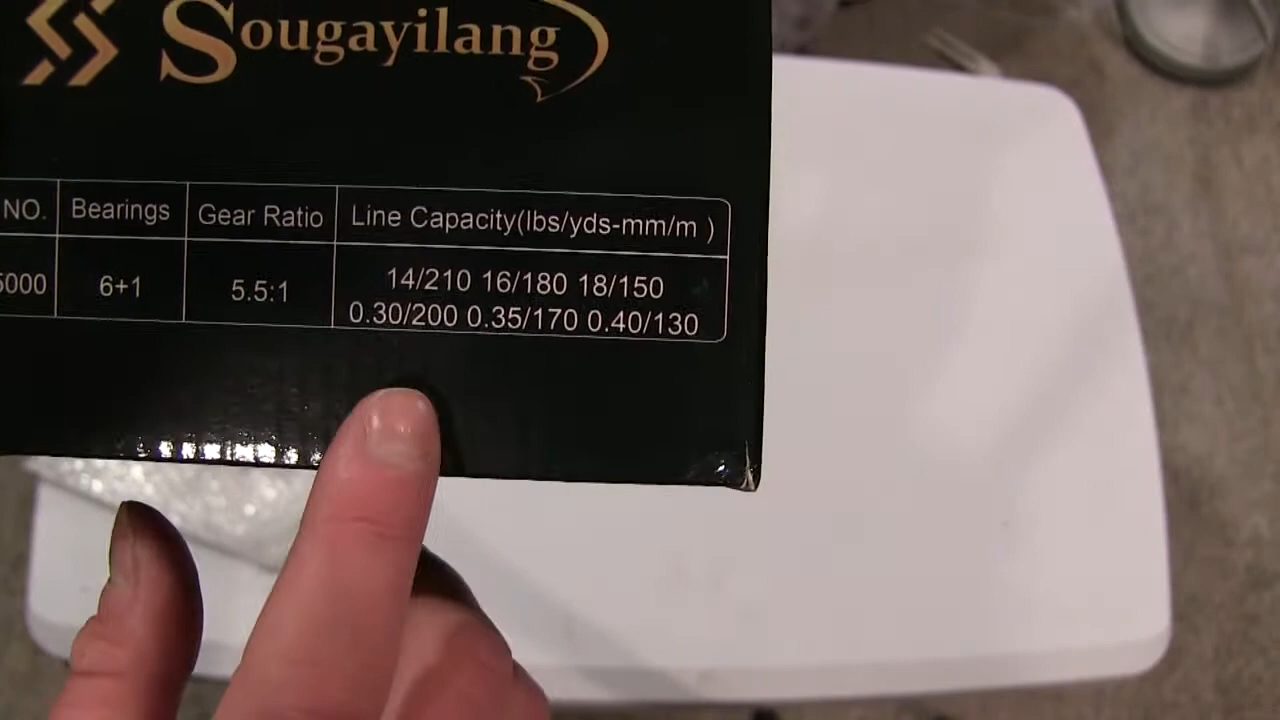 Sougayilang
NO. Bearings Gear Ratio Line Capacity(lbs/yds-mm/m )
5000 6+1 5.5:1 14/210 16/180 18/150
0.30/200 0.35/170 0.40/130